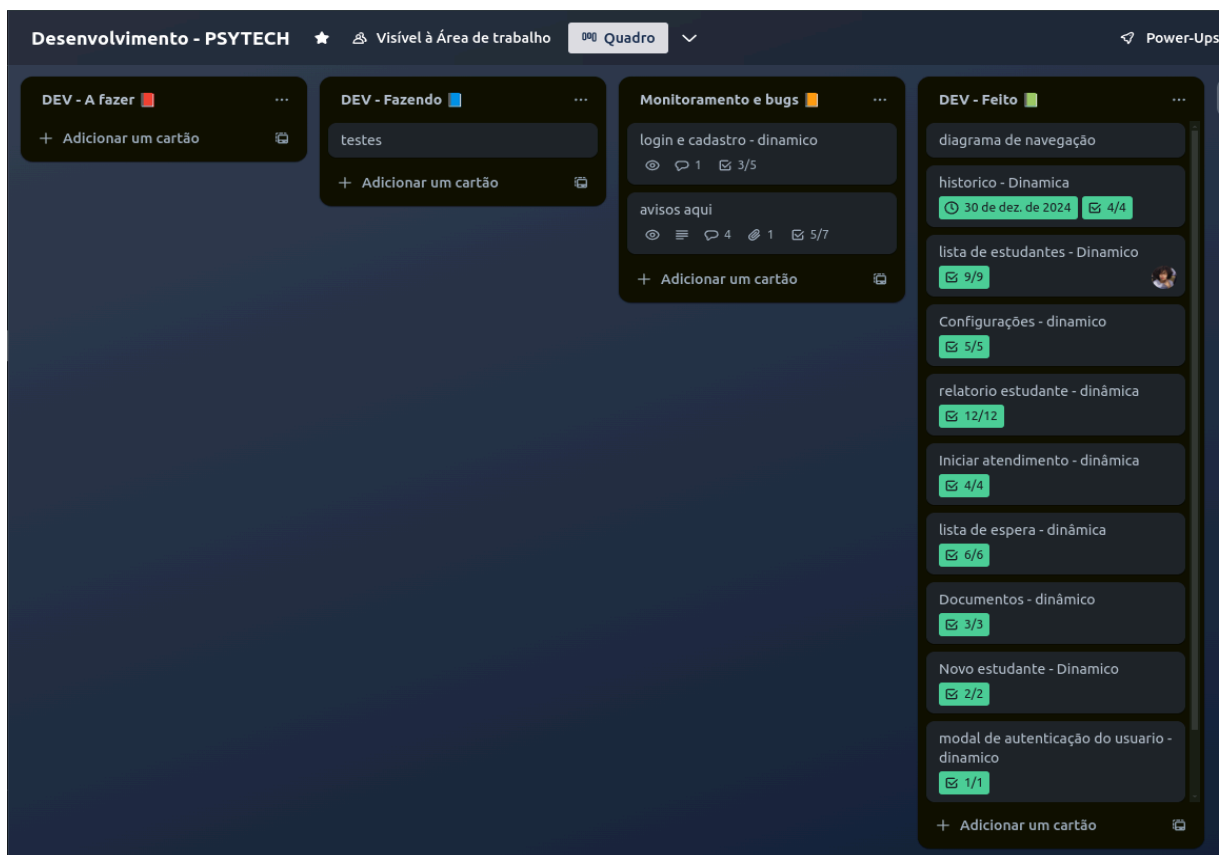 Desenvolvimento - PSYTECH
Visível à Área de trabalho
Quadro
Power-Ups
DEV - A fazer
Adicionar um cartão
DEV - Fazendo
testes
Adicionar um cartão
Monitoramento e bugs
login e cadastro - dinamico
1 3/5
avisos aqui
4 1 5/7
Adicionar um cartão
DEV - Feito
diagrama de navegação
historico - Dinamica
30 de dez. de 2024 4/4
lista de estudantes - Dinamico
9/9
Configurações - dinamico
5/5
relatorio estudante - dinâmica
12/12
Iniciar atendimento - dinâmica
4/4
lista de espera - dinâmica
6/6
Documentos - dinâmico
3/3
Novo estudante - Dinamico
2/2
modal de autenticação do usuario -
dinamico
1/1
Adicionar um cartão